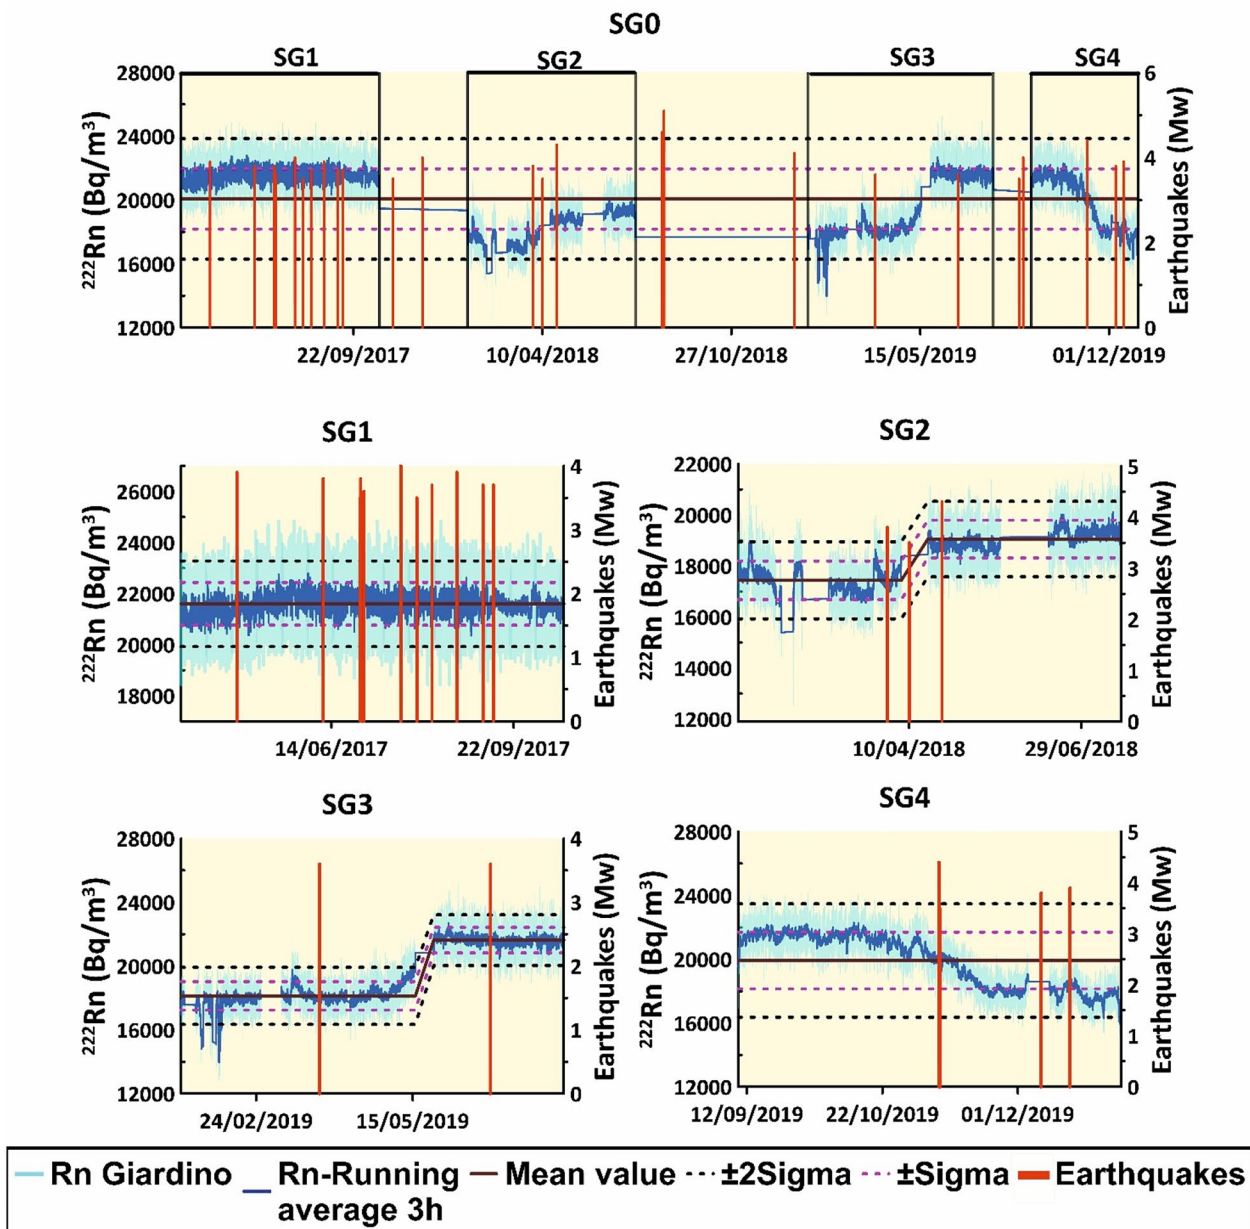 SG0
SG1 SG2 SG3 SG4
28000 6
24000 5
4
20000 3
16000 2
1
12000 0
²²²Rn (Bq/m³)
Earthquakes (Mw)
22/09/2017 10/04/2018 27/10/2018 15/05/2019 01/12/2019
SG1
26000 4
24000 3
22000 2
20000 1
18000 0
²²²Rn (Bq/m³)
Earthquakes (Mw)
14/06/2017 22/09/2017
SG2
22000 5
20000 4
18000 3
16000 2
14000 1
12000 0
²²²Rn (Bq/m³)
Earthquakes (Mw)
10/04/2018 29/06/2018
SG3
28000 4
24000 3
20000 2
16000 1
12000 0
²²²Rn (Bq/m³)
Earthquakes (Mw)
24/02/2019 15/05/2019
SG4
28000 5
24000 4
3
20000 2
16000 1
12000 0
²²²Rn (Bq/m³)
Earthquakes (Mw)
12/09/2019 22/10/2019 01/12/2019
Rn Giardino Rn-Running average 3h Mean value ±2Sigma ±Sigma Earthquakes